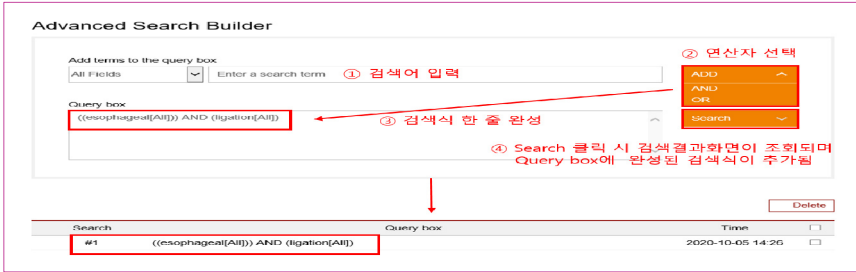 Advanced Search Builder
Add terms to the query box
All Fields
Enter a search term
① 검색어 입력
② 연산자 선택
ADD
AND
OR
Query box
((esophageal[All])) AND (ligation[All])
③ 검색식 한 줄 완성
Search
④ Search 클릭 시 검색결과화면이 조회되며
Query box에 완성된 검색식이 추가됨
Delete
Search Query box Time
#1 ((esophageal[All])) AND (ligation[All]) 2020-10-05 14:26